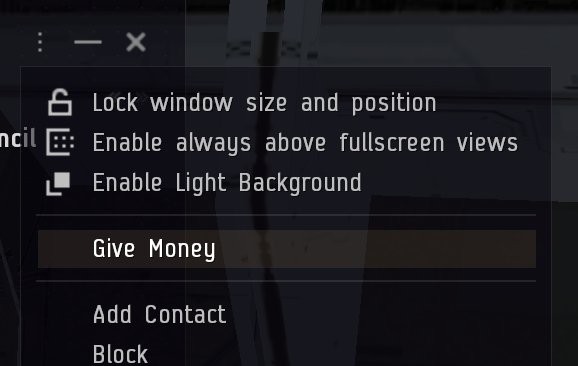 Lock window size and position
ncil
Enable always above fullscreen views
Enable Light Background
Give Money
Add Contact
Block